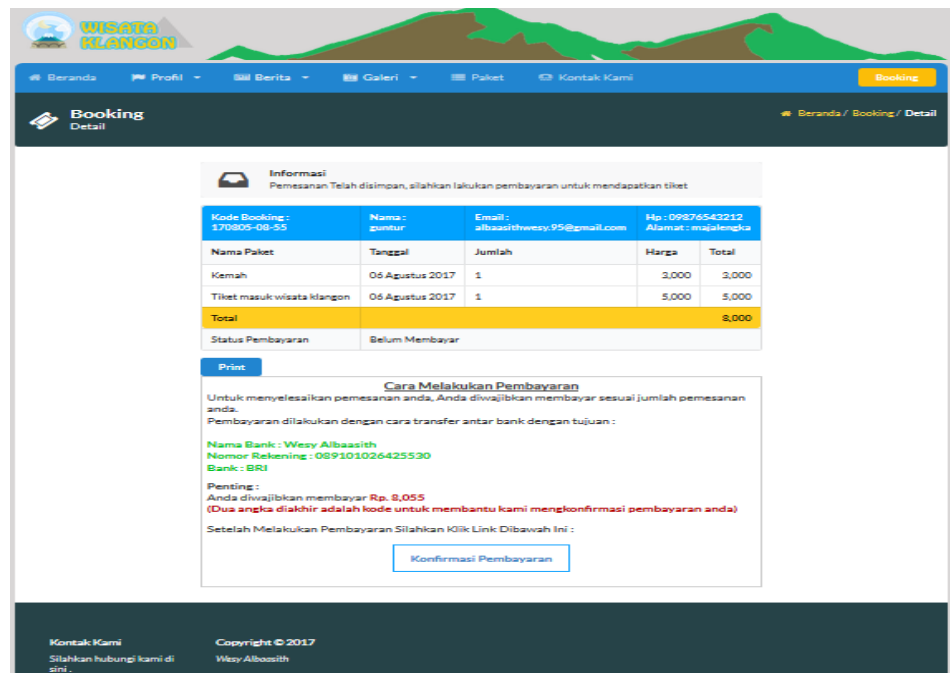 WISATA
KLANGON
Beranda Profil Berita Galeri Paket Kontak Kami Booking
Booking
Detail
Beranda / Booking / Detail
Informasi
Pemesanan Telah disimpan, silahkan lakukan pembayaran untuk mendapatkan tiket
Kode Booking : Nama : Email : Hp : 09876543212
170805-08-55 guntur albaasithwesy.95@gmail.com Alamat : majalengka
Nama Paket Tanggal Jumlah Harga Total
Kemah 06 Agustus 2017 1 3,000 3,000
Tiket masuk wisata klangon 06 Agustus 2017 1 5,000 5,000
Total 8,000
Status Pembayaran Belum Membayar
Print
Cara Melakukan Pembayaran
Untuk menyelesaikan pemesanan anda, Anda diwajibkan membayar sesuai jumlah pemesanan
anda.
Pembayaran dilakukan dengan cara transfer antar bank dengan tujuan :
Nama Bank : Wesy Albaasith
Nomor Rekening : 089101026425530
Bank : BRI
Penting :
Anda diwajibkan membayar Rp. 8,055
(Dua angka diakhir adalah kode untuk membantu kami mengkonfirmasi pembayaran anda)
Setelah Melakukan Pembayaran Silahkan Klik Link Dibawah Ini :
Konfirmasi Pembayaran
Kontak Kami Copyright © 2017
Silahkan hubungi kami di Wesy Albaasith
sini .